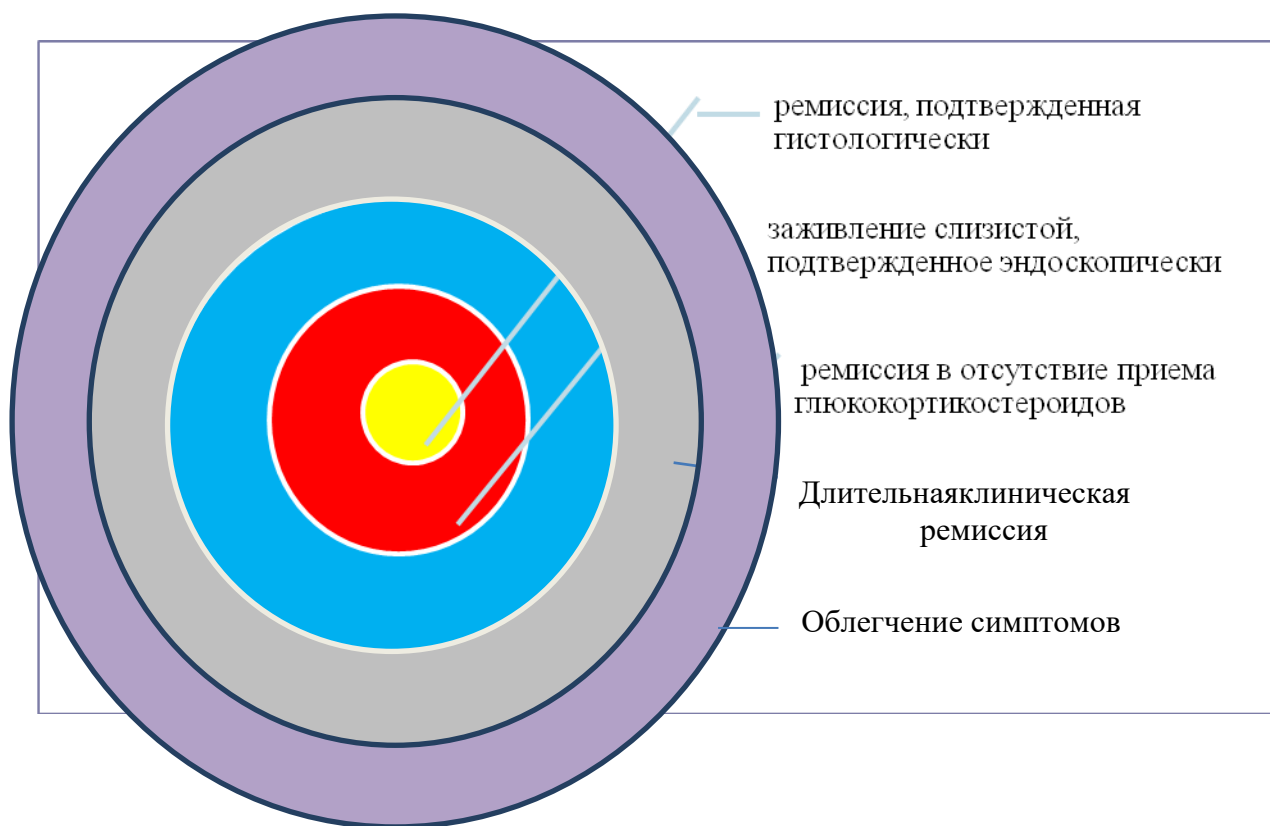 ремиссия, подтвержденная
гистологически
заживление слизистой,
подтвержденное эндоскопически
ремиссия в отсутствие приема
глюкокортикостероидов
Длительнаяклиническая
ремиссия
Облегчение симптомов